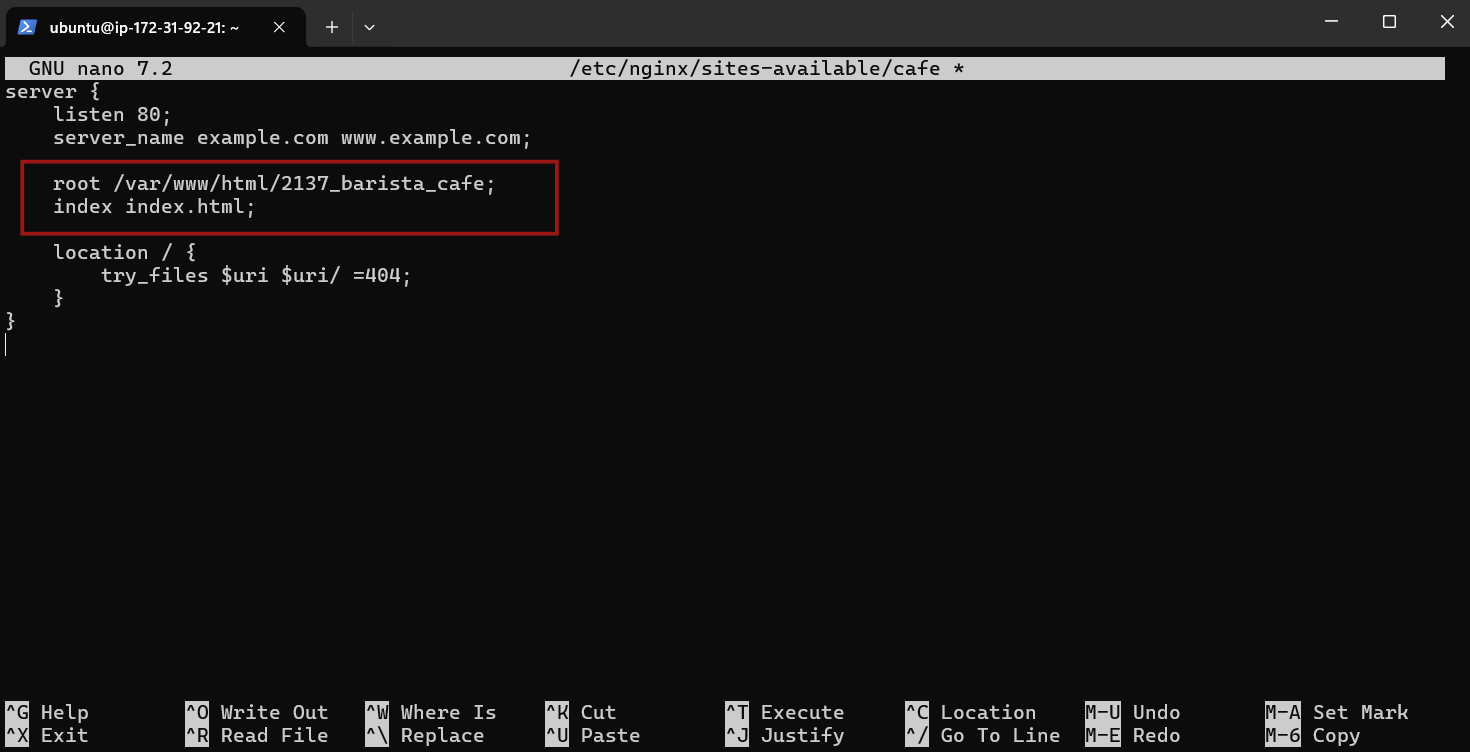 ubuntu@ip-172-31-92-21: ~
GNU nano 7.2 /etc/nginx/sites-available/cafe *
server {
    listen 80;
    server_name example.com www.example.com;
    root /var/www/html/2137_barista_cafe;
    index index.html;
    location / {
        try_files $uri $uri/ =404;
    }
}
^G Help ^O Write Out ^W Where Is ^K Cut ^T Execute ^C Location M-U Undo M-A Set Mark
^X Exit ^R Read File ^\ Replace ^U Paste ^J Justify ^/ Go To Line M-E Redo M-6 Copy